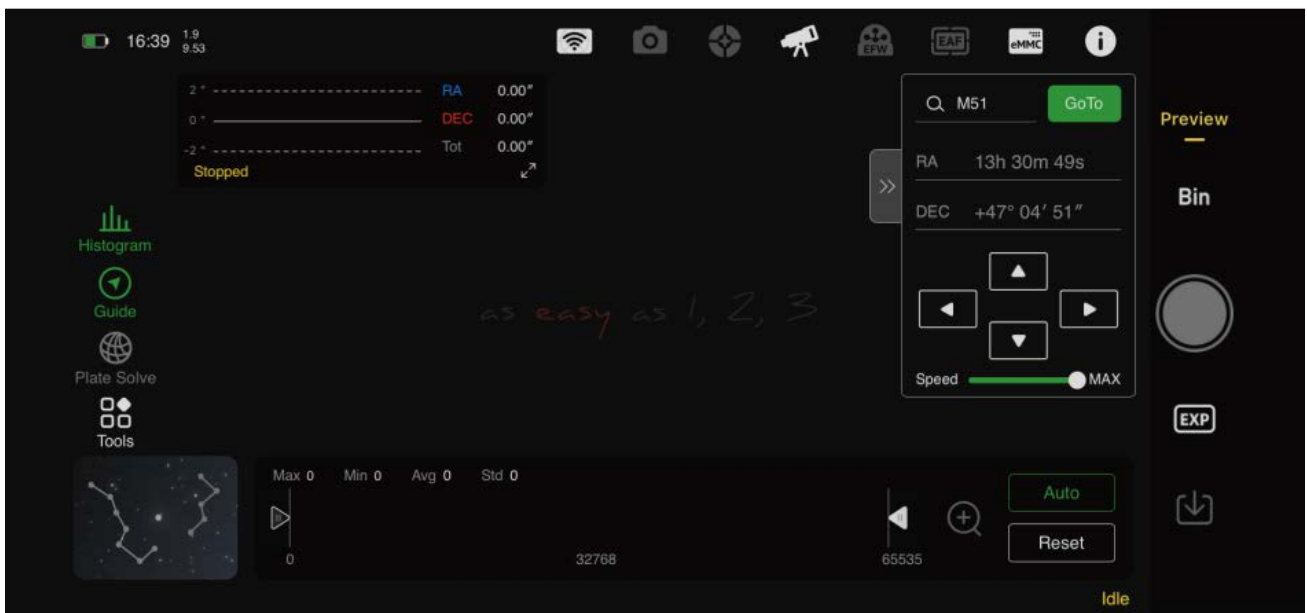 16:39 1.9
9.53
EFW EAF eMMC i
2" RA 0.00"
0" DEC 0.00"
-2" Tot 0.00"
Stopped
M51 GoTo
RA 13h 30m 49s
DEC +47° 04′ 51″
Speed MAX
Preview
Bin
EXP
Histogram
Guide
Plate Solve
Tools
as easy as 1, 2, 3
Max 0 Min 0 Avg 0 Std 0
0 32768 65535
Auto
Reset
Idle